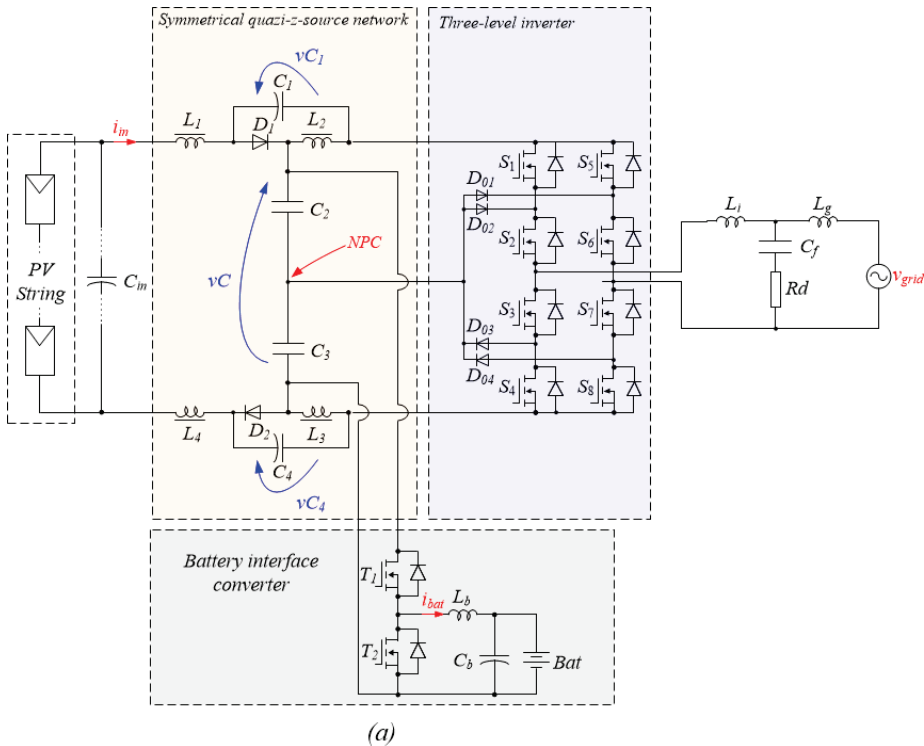 Symmetrical quazi-z-source network
Three-level inverter
vC1
C1
L1
D1
L2
iin
S1
S5
D01
D02
C2
S2
S6
Li
Lg
NPC
Cf
PV
String
Cin
vC
vgrid
Rd
C3
S3
S7
D03
D04
S4
S8
L4
D2
L3
C4
vC4
Battery interface
converter
T1
ibat
Lb
T2
Cb
Bat
(a)